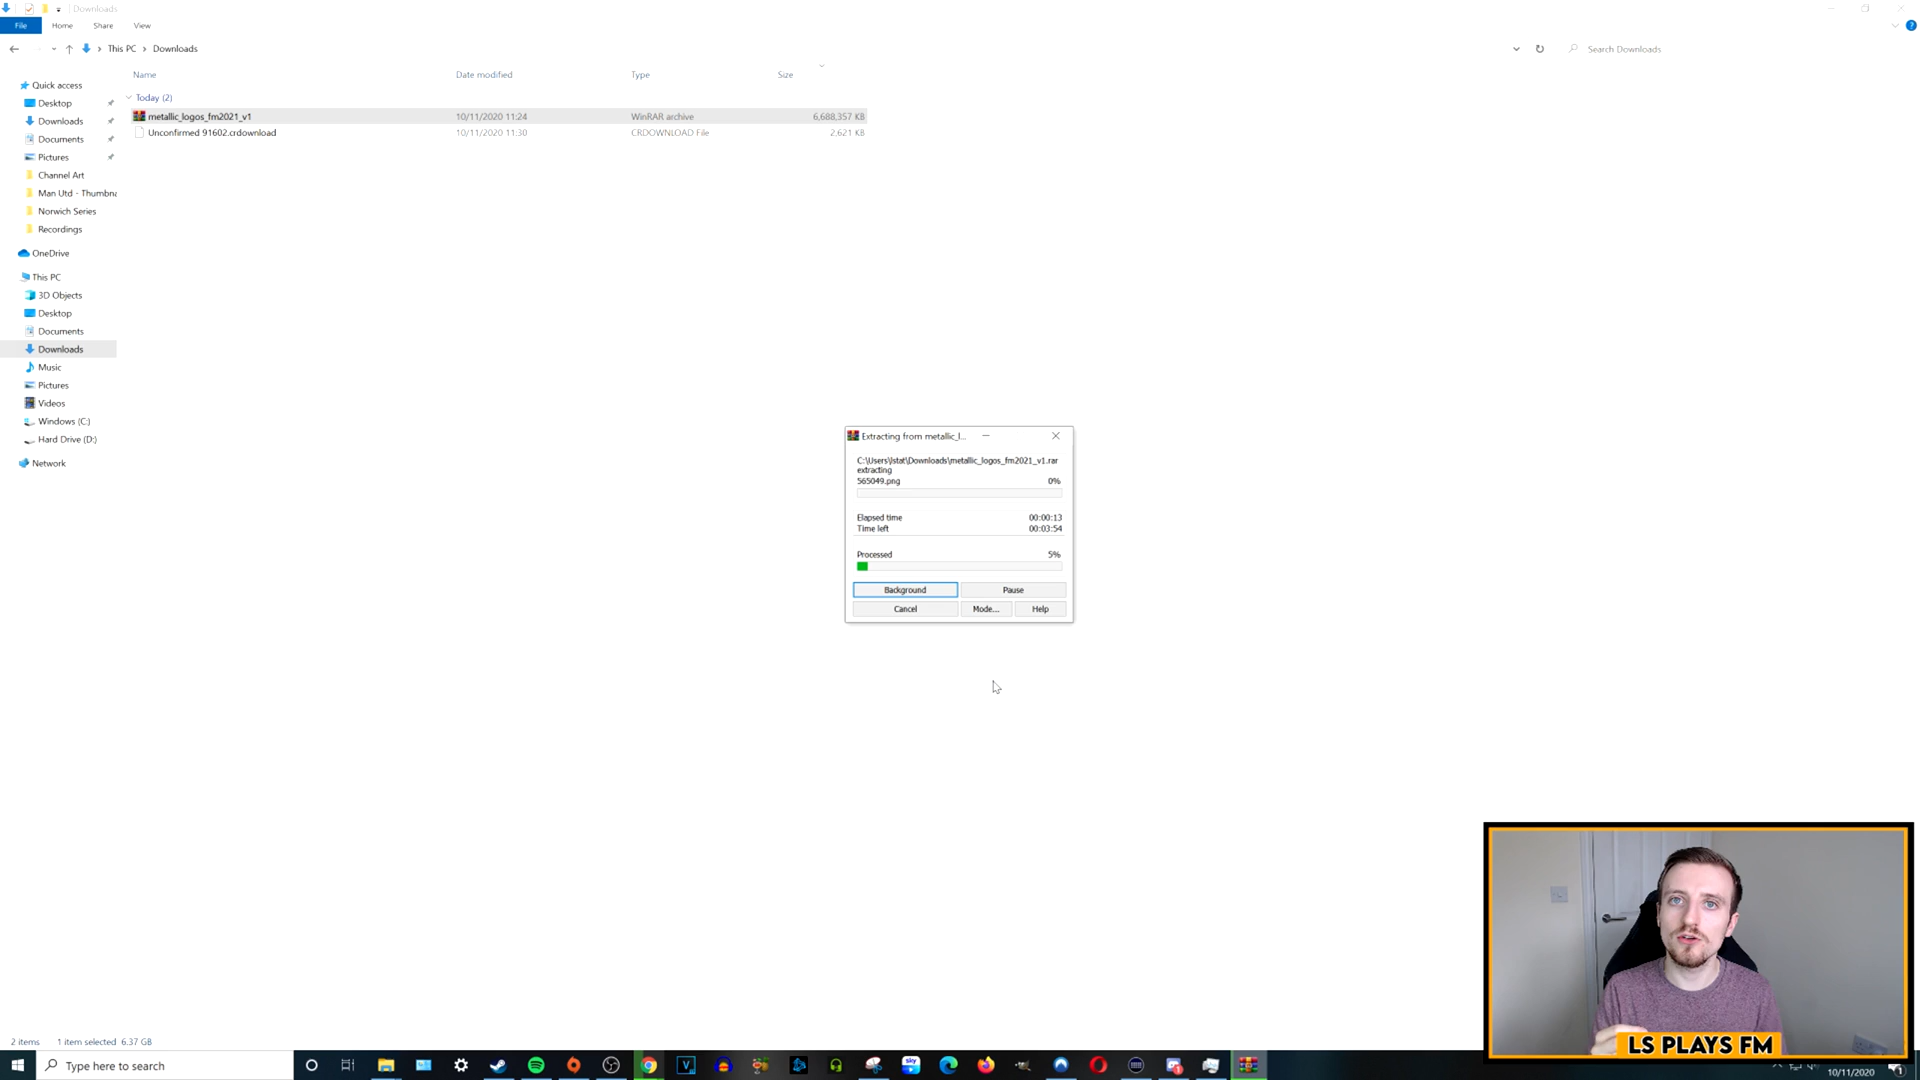 Downloads
File Home Share View
This PC > Downloads
Search Downloads
Name Date modified Type Size
Today (2)
metallic_logos_fm2021_v1 10/11/2020 11:24 WinRAR archive 6,688,357 KB
Unconfirmed 91602.crdownload 10/11/2020 11:30 CRDOWNLOAD File 2,621 KB
Quick access
Desktop
Downloads
Documents
Pictures
Channel Art
Man Utd - Thumbna
Norwich Series
Recordings
OneDrive
This PC
3D Objects
Desktop
Documents
Downloads
Music
Pictures
Videos
Windows (C:)
Hard Drive (D:)
Network
Extracting from metallic_l...
C:\Users\lstat\Downloads\metallic_logos_fm2021_v1.rar
extracting
565049.png 0%
Elapsed time 00:00:13
Time left 00:03:54
Processed 5%
Background Pause
Cancel Mode... Help
LS PLAYS FM
2 items 1 item selected 6.37 GB
Type here to search
sky
10/11/2020